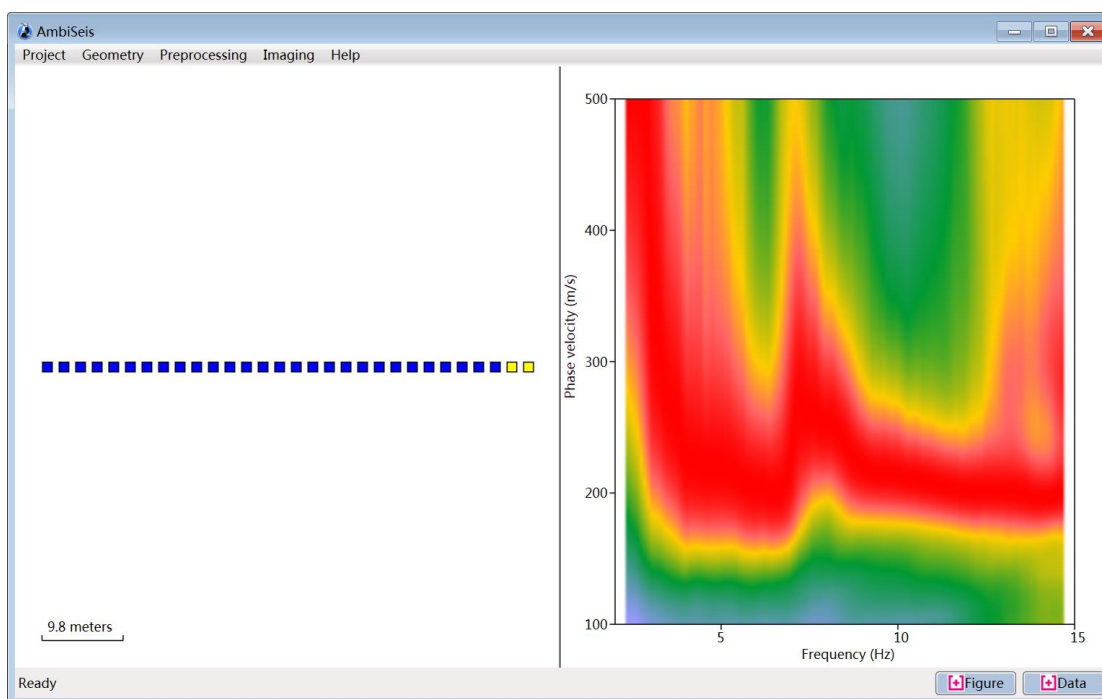 AmbiSeis
Project Geometry Preprocessing Imaging Help
500
400
300
200
100
Phase velocity (m/s)
5 10 15
Frequency (Hz)
9.8 meters
Ready
Figure Data